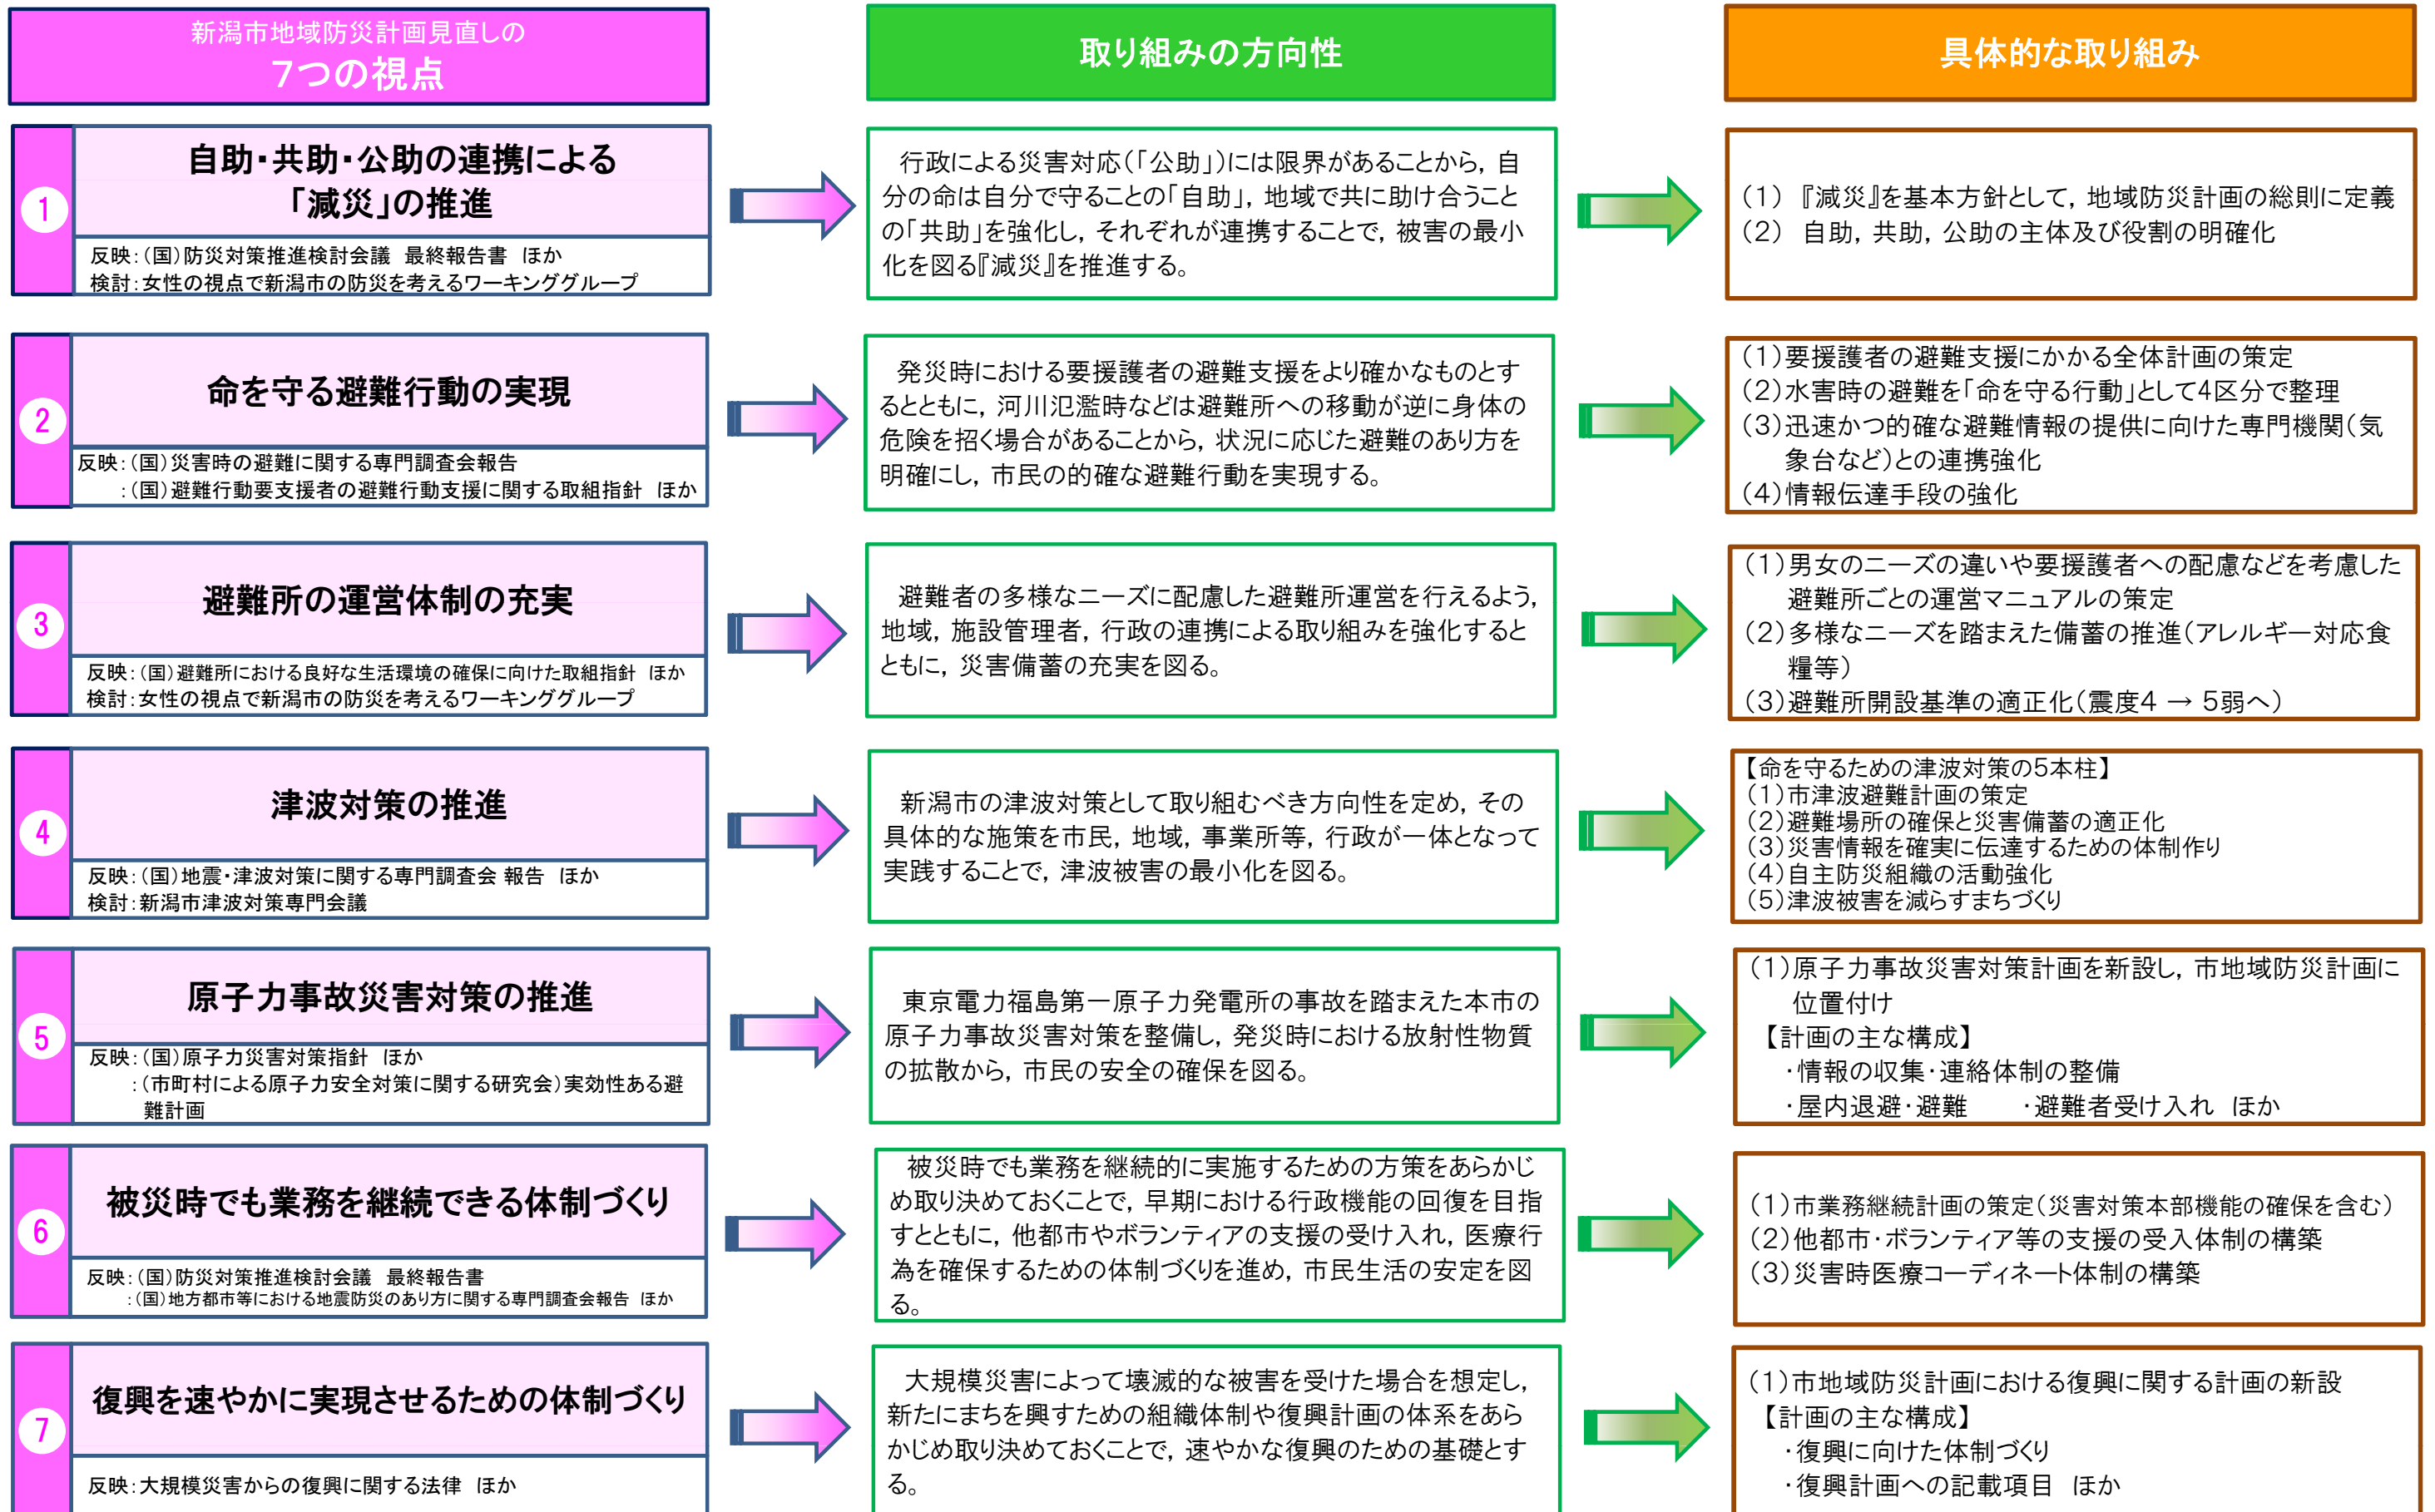 新潟市地域防災計画見直しの
7つの視点
取り組みの方向性
具体的な取り組み
1
自助・共助・公助の連携による
「減災」の推進
反映：（国）防災対策推進検討会議　最終報告書　ほか
検討：女性の視点で新潟市の防災を考えるワーキンググループ
行政による災害対応（「公助」）には限界があることから，自
分の命は自分で守ることの「自助」，地域で共に助け合うこと
の「共助」を強化し，それぞれが連携することで，被害の最小
化を図る『減災』を推進する。
（1）　『減災』を基本方針として，地域防災計画の総則に定義
（2）　自助，共助，公助の主体及び役割の明確化
2
命を守る避難行動の実現
反映：（国）災害時の避難に関する専門調査会報告
：（国）避難行動要支援者の避難行動支援に関する取組指針　ほか
発災時における要援護者の避難支援をより確かなものとす
るとともに，河川氾濫時などは避難所への移動が逆に身体の
危険を招く場合があることから，状況に応じた避難のあり方を
明確にし，市民の的確な避難行動を実現する。
（1）要援護者の避難支援にかかる全体計画の策定
（2）水害時の避難を「命を守る行動」として4区分で整理
（3）迅速かつ的確な避難情報の提供に向けた専門機関（気
象台など）との連携強化
（4）情報伝達手段の強化
3
避難所の運営体制の充実
反映：（国）避難所における良好な生活環境の確保に向けた取組指針　ほか
検討：女性の視点で新潟市の防災を考えるワーキンググループ
避難者の多様なニーズに配慮した避難所運営を行えるよう，
地域，施設管理者，行政の連携による取り組みを強化すると
ともに，災害備蓄の充実を図る。
（1）男女のニーズの違いや要援護者への配慮などを考慮した
避難所ごとの運営マニュアルの策定
（2）多様なニーズを踏まえた備蓄の推進（アレルギー対応食
糧等）
（3）避難所開設基準の適正化（震度4 → 5弱へ）
4
津波対策の推進
反映：（国）地震・津波対策に関する専門調査会 報告　ほか
検討：新潟市津波対策専門会議
新潟市の津波対策として取り組むべき方向性を定め，その
具体的な施策を市民，地域，事業所等，行政が一体となって
実践することで，津波被害の最小化を図る。
【命を守るための津波対策の5本柱】
（1）市津波避難計画の策定
（2）避難場所の確保と災害備蓄の適正化
（3）災害情報を確実に伝達するための体制作り
（4）自主防災組織の活動強化
（5）津波被害を減らすまちづくり
5
原子力事故災害対策の推進
反映：（国）原子力災害対策指針　ほか
：（市町村による原子力安全対策に関する研究会）実効性ある避
難計画
東京電力福島第一原子力発電所の事故を踏まえた本市の
原子力事故災害対策を整備し，発災時における放射性物質
の拡散から，市民の安全の確保を図る。
（1）原子力事故災害対策計画を新設し，市地域防災計画に
位置付け
【計画の主な構成】
・情報の収集・連絡体制の整備
・屋内退避・避難　　・避難者受け入れ　ほか
6
被災時でも業務を継続できる体制づくり
反映：（国）防災対策推進検討会議　最終報告書
：（国）地方都市等における地震防災のあり方に関する専門調査会報告　ほか
被災時でも業務を継続的に実施するための方策をあらかじ
め取り決めておくことで，早期における行政機能の回復を目指
すとともに，他都市やボランティアの支援の受け入れ，医療行
為を確保するための体制づくりを進め，市民生活の安定を図
る。
（1）市業務継続計画の策定（災害対策本部機能の確保を含む）
（2）他都市・ボランティア等の支援の受入体制の構築
（3）災害時医療コーディネート体制の構築
7
復興を速やかに実現させるための体制づくり
反映：大規模災害からの復興に関する法律　ほか
大規模災害によって壊滅的な被害を受けた場合を想定し，
新たにまちを興すための組織体制や復興計画の体系をあら
かじめ取り決めておくことで，速やかな復興のための基礎とす
る。
（1）市地域防災計画における復興に関する計画の新設
【計画の主な構成】
・復興に向けた体制づくり
・復興計画への記載項目　ほか